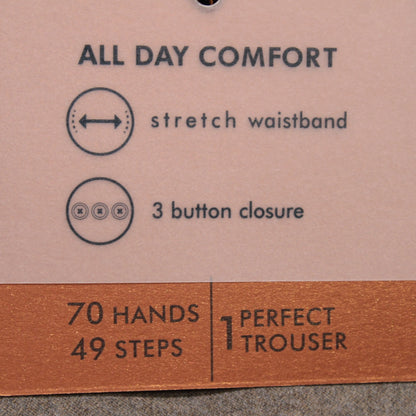 ALL DAY COMFORT
stretch waistband
3 button closure
70 HANDS
49 STEPS
1 PERFECT
TROUSER